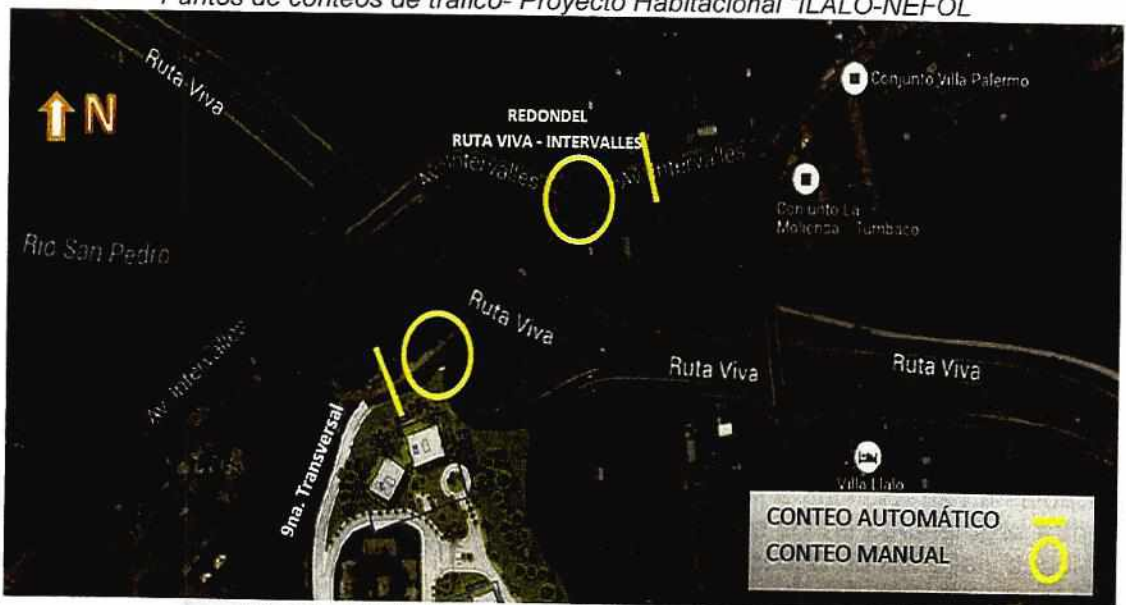 Puntos de conteos de tráfico- Proyecto Habitacional "ILALO-NEFOL
Ruta-Viva
N
REDONDEL
RUTA VIVA - INTERVALLES
Conjunto Villa Palermo
Av. Intervalles
Av. Intervalles
Conjunto La
Molienda - Tumbaco
Rio San Pedro
Ruta Viva
Av. Intervalles
Ruta Viva
Ruta Viva
9na. Transversal
Villa Ilalo
CONTEO AUTOMÁTICO
CONTEO MANUAL